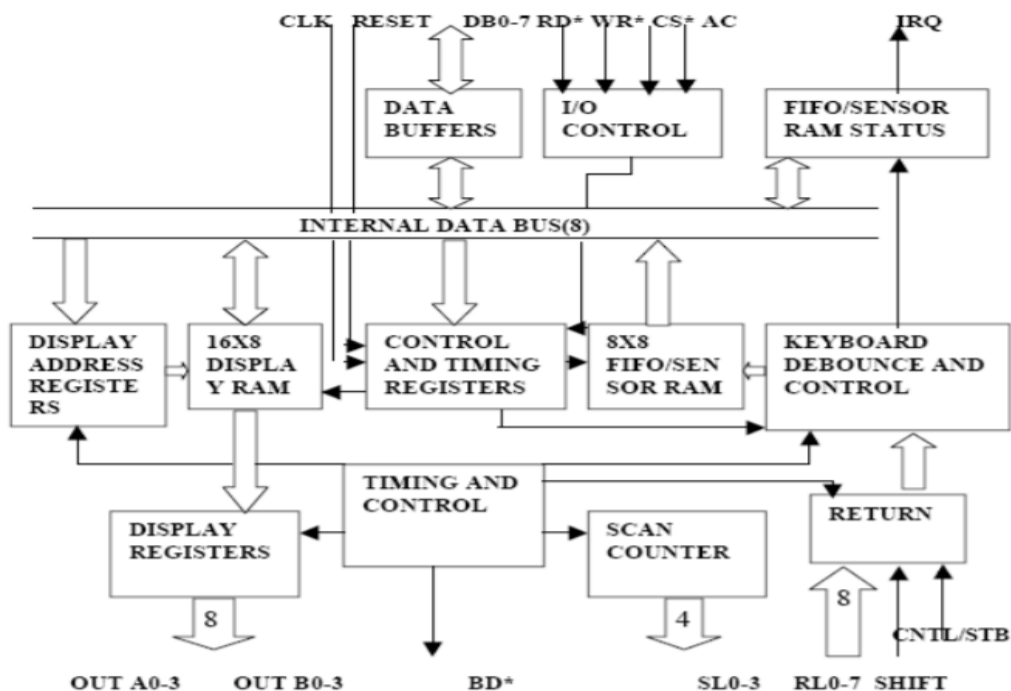 CLK RESET DB0-7 RD* WR* CS* AC IRQ
DATA
BUFFERS
I/O
CONTROL
FIFO/SENSOR
RAM STATUS
INTERNAL DATA BUS(8)
DISPLAY
ADDRESS
REGISTE
RS
16X8
DISPLA
Y RAM
CONTROL
AND TIMING
REGISTERS
8X8
FIFO/SEN
SOR RAM
KEYBOARD
DEBOUNCE AND
CONTROL
TIMING AND
CONTROL
DISPLAY
REGISTERS
SCAN
COUNTER
RETURN
8
4
8
CNTL/STB
OUT A0-3 OUT B0-3 BD* SL0-3 RL0-7 SHIFT